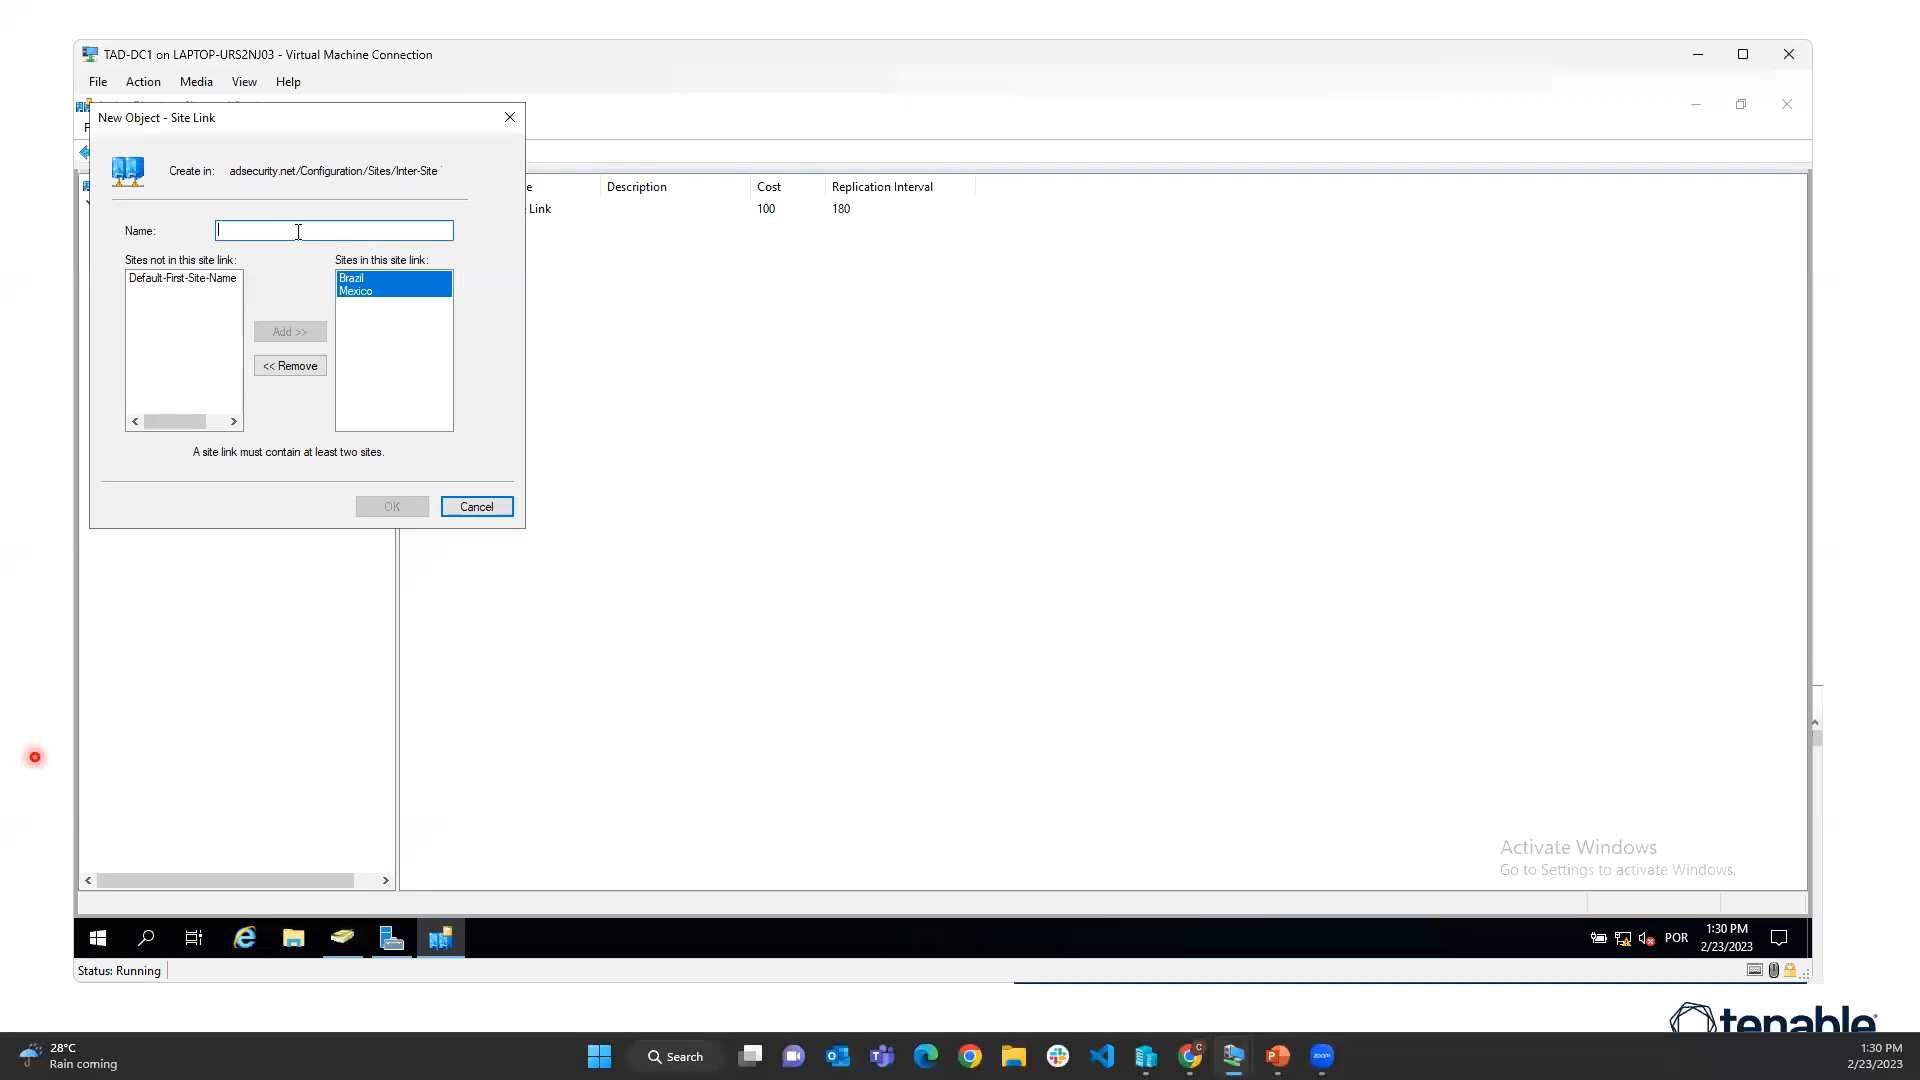 TAD-DC1 on LAPTOP-URS2NJ03 - Virtual Machine Connection
File Action Media View Help
New Object - Site Link
Create in: adsecurity.net/Configuration/Sites/Inter-Site
Description Cost Replication Interval
Link 100 180
Name:
Sites not in this site link: Sites in this site link:
Default-First-Site-Name
Brazil
Mexico
Add >>
<< Remove
A site link must contain at least two sites.
OK Cancel
Activate Windows
Go to Settings to activate Windows.
POR
1:30 PM
2/23/2023
Status: Running
tenable
28°C
Rain coming
Search
zoom
1:30 PM
2/23/2023